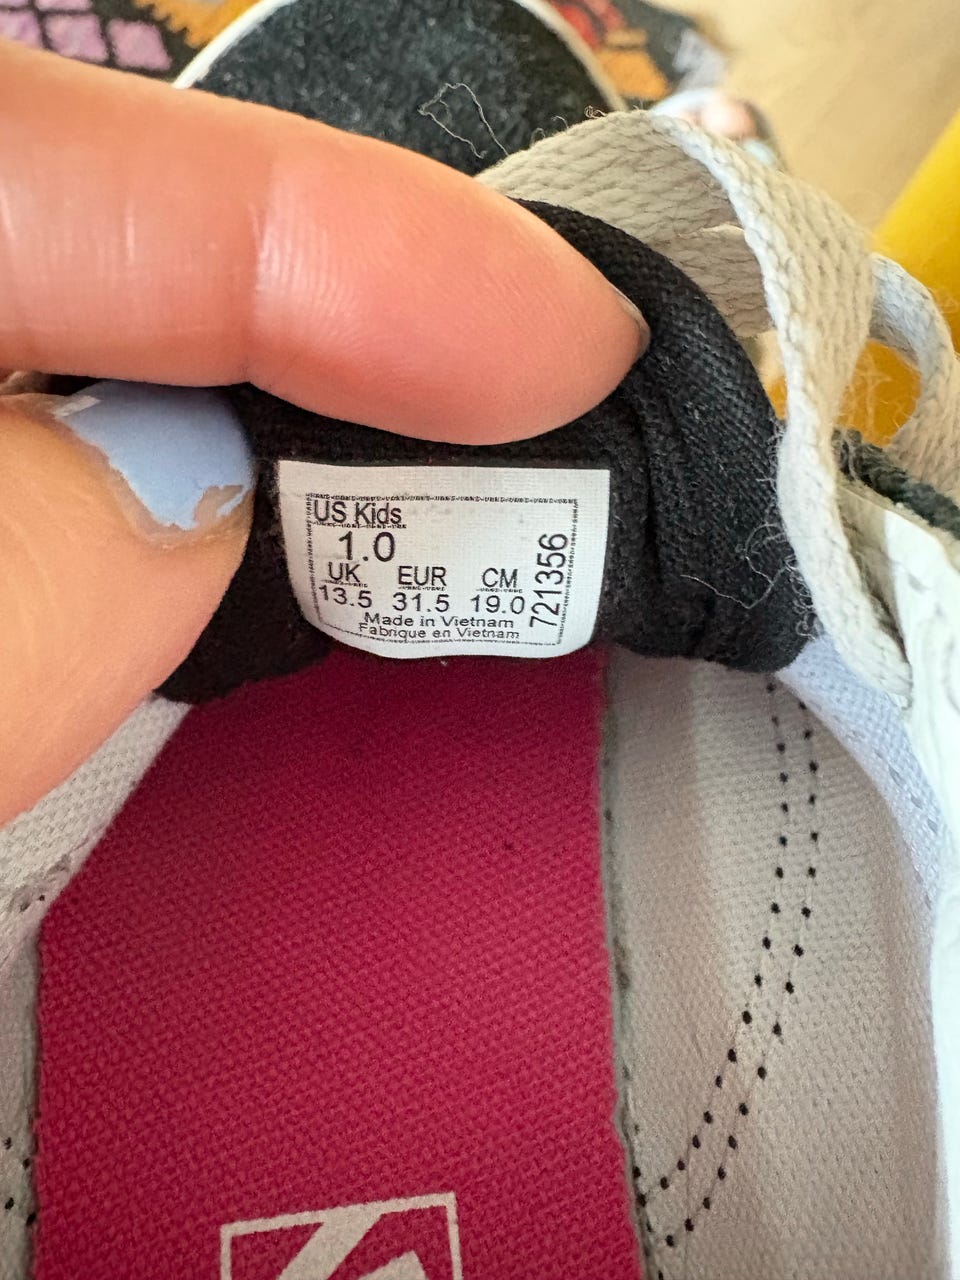 US Kids
1.0
UK EUR CM
13.5 31.5 19.0
Made in Vietnam
Fabrique en Vietnam
721356